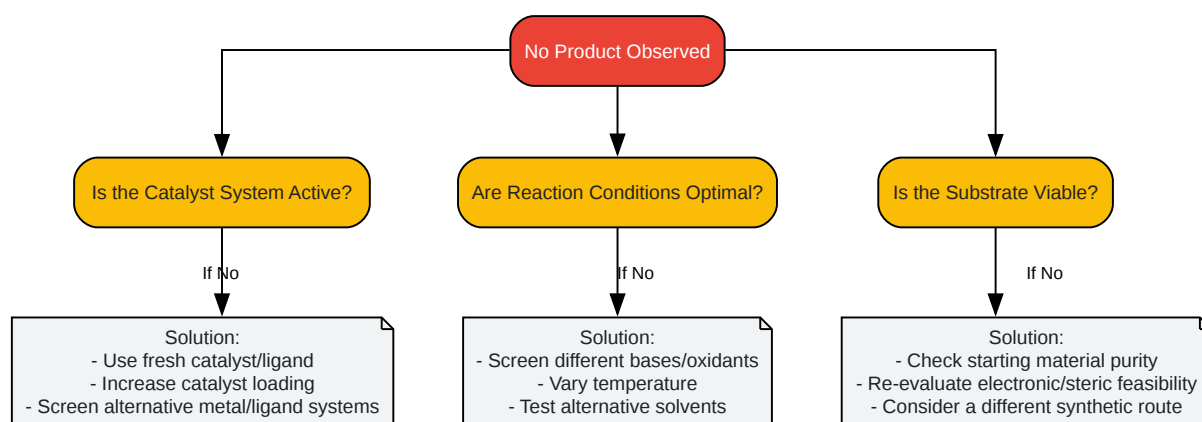 No Product Observed
Is the Catalyst System Active?
Are Reaction Conditions Optimal?
Is the Substrate Viable?
If No
If No
If No
Solution:
- Use fresh catalyst/ligand
- Increase catalyst loading
- Screen alternative metal/ligand systems
Solution:
- Screen different bases/oxidants
- Vary temperature
- Test alternative solvents
Solution:
- Check starting material purity
- Re-evaluate electronic/steric feasibility
- Consider a different synthetic route